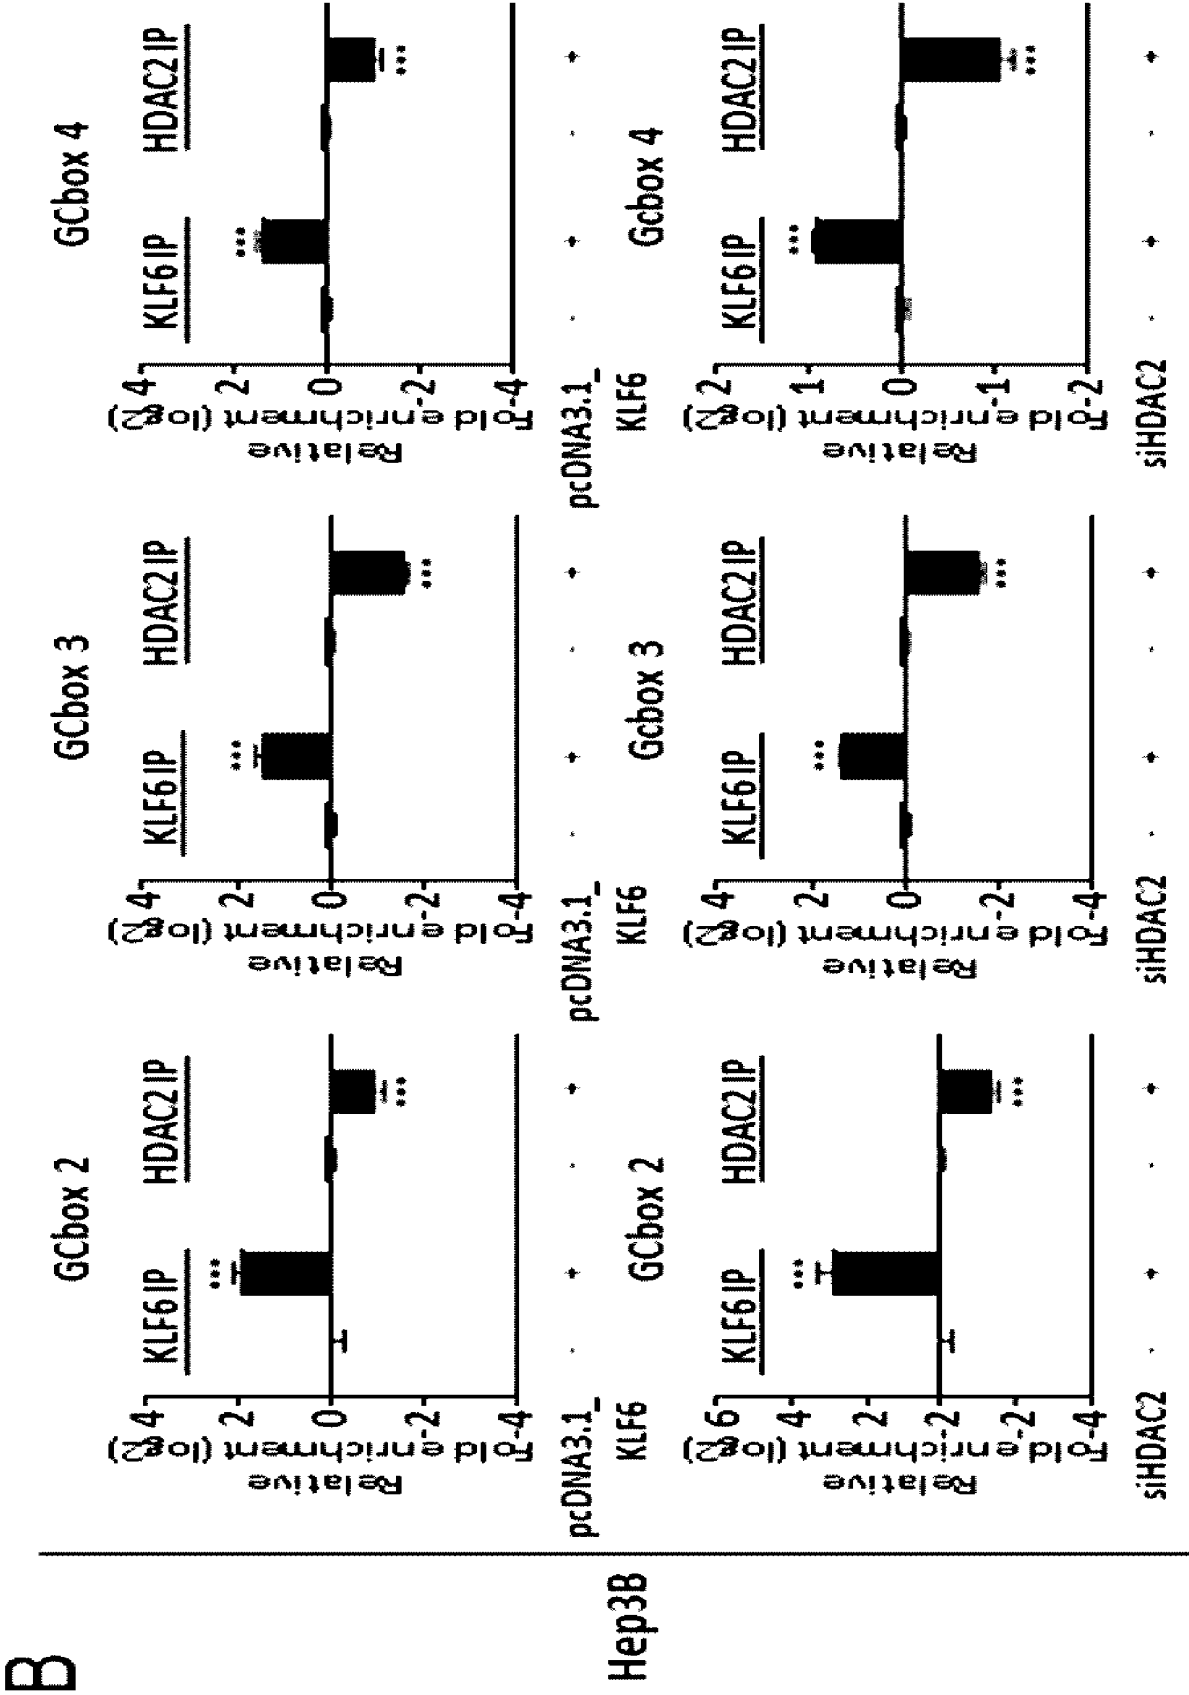 B
Hep3B
GCbox 2
KLF6 IP HDAC2 IP
Relative
Fold enrichment (log2)
4
2
0
-2
-4
***
***
pcDNA3.1_ - + - +
KLF6
GCbox 3
KLF6 IP HDAC2 IP
Relative
Fold enrichment (log2)
4
2
0
-2
-4
***
***
pcDNA3.1_ - + - +
KLF6
GCbox 4
KLF6 IP HDAC2 IP
Relative
Fold enrichment (log2)
4
2
0
-2
-4
***
***
pcDNA3.1_ - + - +
KLF6
GCbox 2
KLF6 IP HDAC2 IP
Relative
Fold enrichment (log2)
6
4
2
-2
-2
-4
***
***
siHDAC2 - + - +
Gcbox 3
KLF6 IP HDAC2 IP
Relative
Fold enrichment (log2)
4
2
0
-2
-4
***
***
siHDAC2 - + - +
Gcbox 4
KLF6 IP HDAC2 IP
Relative
Fold enrichment (log2)
2
1
0
-1
-2
***
***
siHDAC2 - + - +